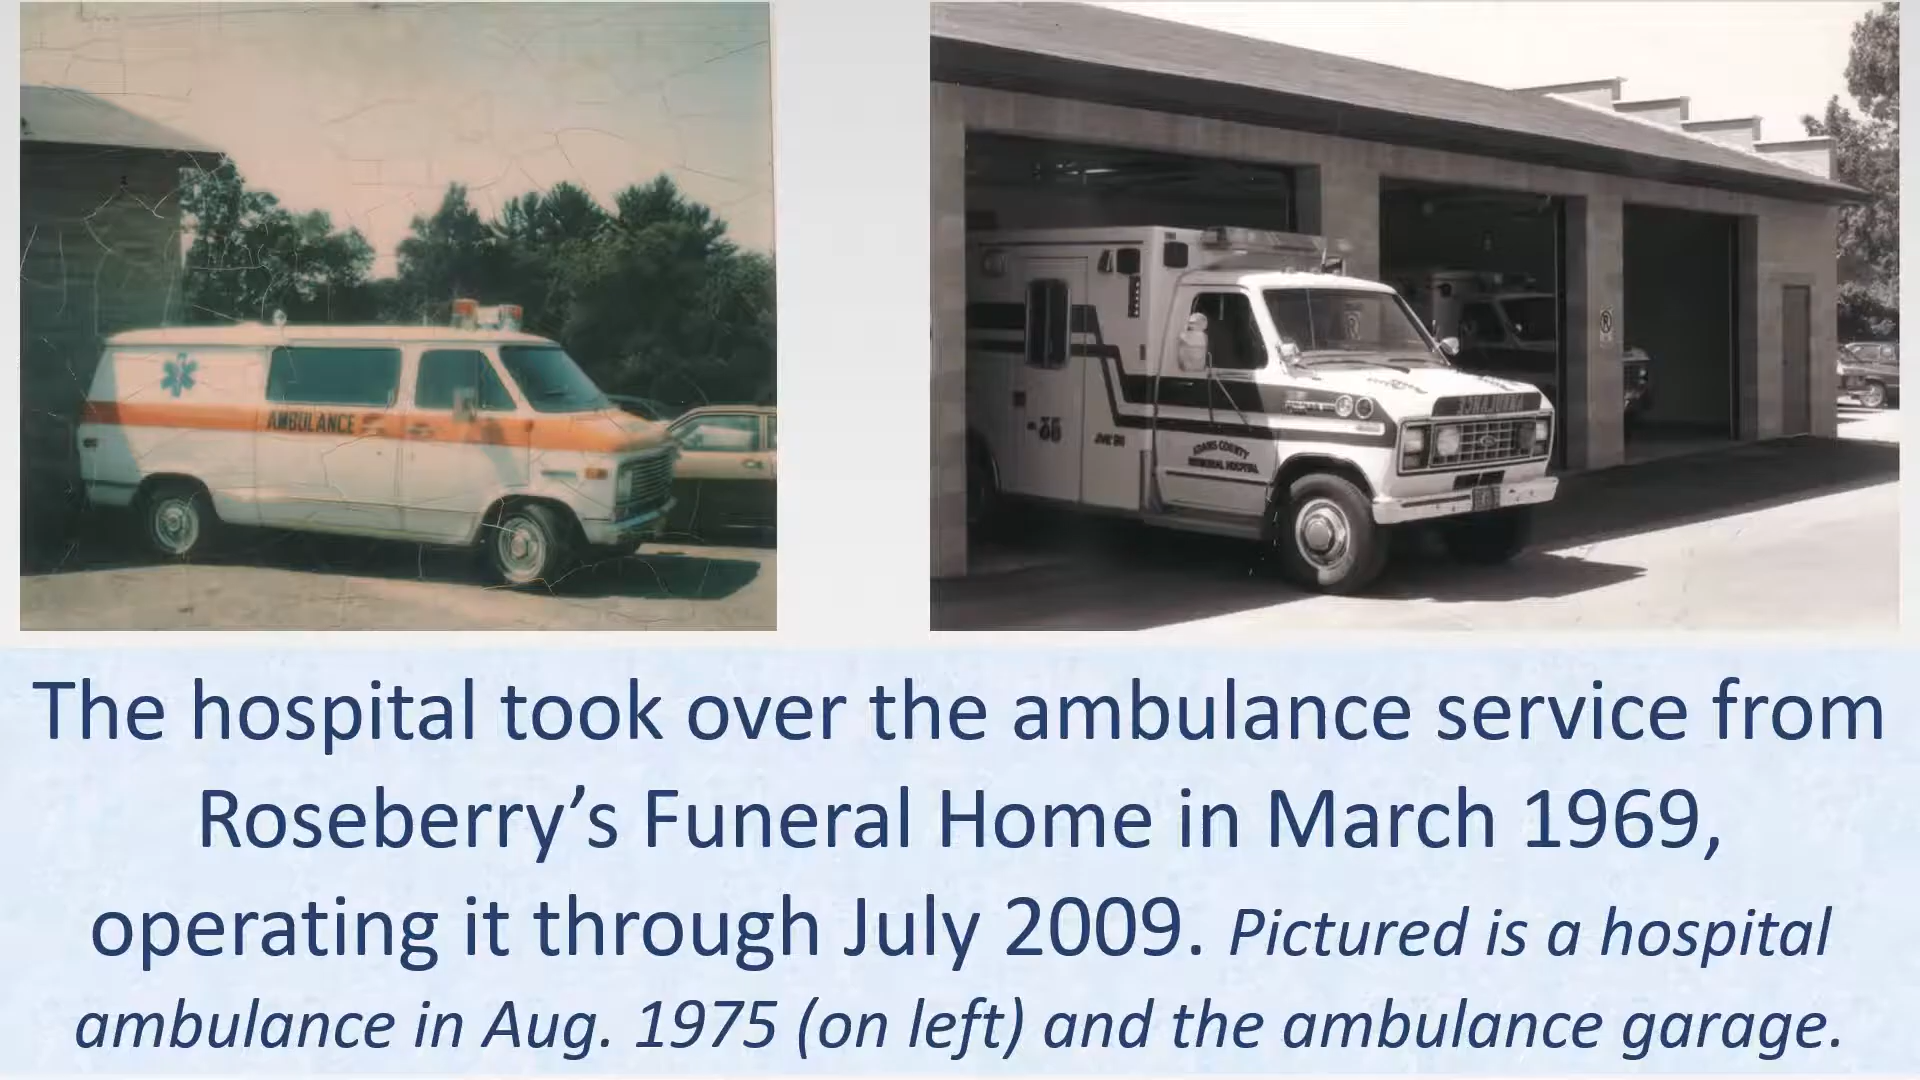 AMBULANCE
ADAMS COUNTY
MEMORIAL HOSPITAL
The hospital took over the ambulance service from
Roseberry’s Funeral Home in March 1969,
operating it through July 2009. Pictured is a hospital
ambulance in Aug. 1975 (on left) and the ambulance garage.